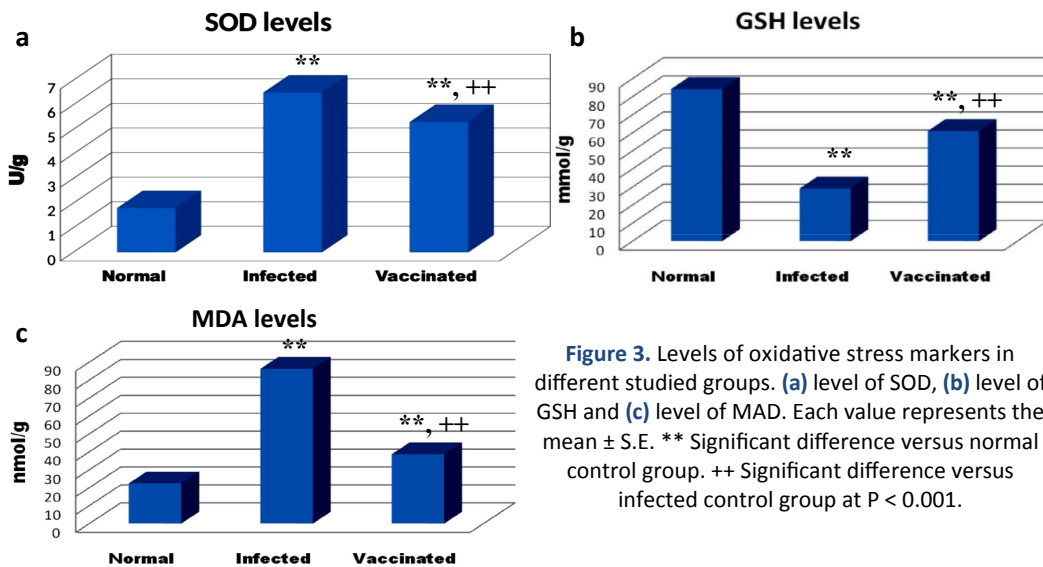 a
SOD levels
U/g
7
6
5
4
3
2
1
0
**
**, ++
Normal Infected Vaccinated
b
GSH levels
mmol/g
90
80
70
60
50
40
30
20
10
0
**
**, ++
Normal Infected Vaccinated
c
MDA levels
nmol/g
90
80
70
60
50
40
30
20
10
0
**
**, ++
Normal Infected Vaccinated
Figure 3. Levels of oxidative stress markers in
different studied groups. (a) level of SOD, (b) level of
GSH and (c) level of MAD. Each value represents the
mean ± S.E. ** Significant difference versus normal
control group. ++ Significant difference versus
infected control group at P < 0.001.